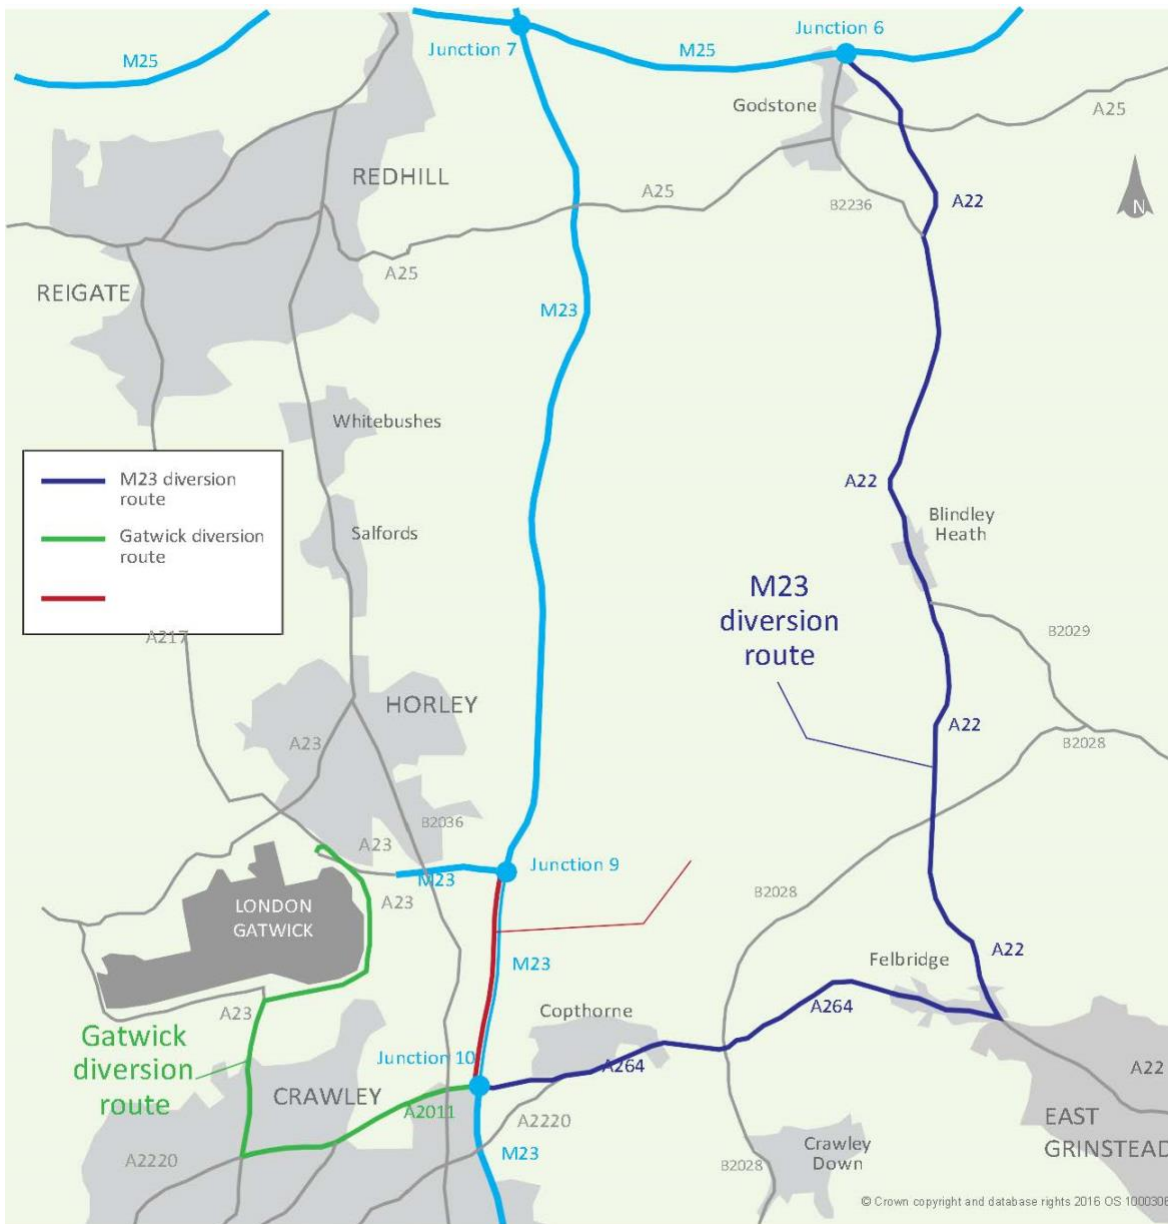 Junction 6
Junction 7
M25
M25
Godstone
A25
REDHILL
A25
B2236
A22
N
A25
REIGATE
M23
Whitebushes
M23 diversion
route
A22
Blindley
Heath
Gatwick diversion
route
Salfords
M23
diversion
route
B2029
A217
HORLEY
A23
A22
B2028
B2036
A23
Junction 9
M23
A23
B2028
LONDON
GATWICK
M23
A22
Felbridge
A23
Copthorne
A264
Gatwick
diversion
route
Junction 10
A264
A22
CRAWLEY
A2011
A2220
EAST
GRINSTEAD
A2220
M23
Crawley
Down
B2028
© Crown copyright and database rights 2016 OS 1000306